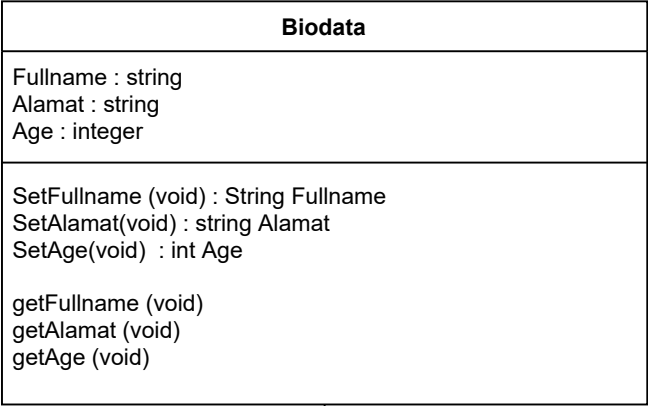 Biodata
Fullname : string
Alamat : string
Age : integer
SetFullname (void) : String Fullname
SetAlamat(void) : string Alamat
SetAge(void)  : int Age
getFullname (void)
getAlamat (void)
getAge (void)